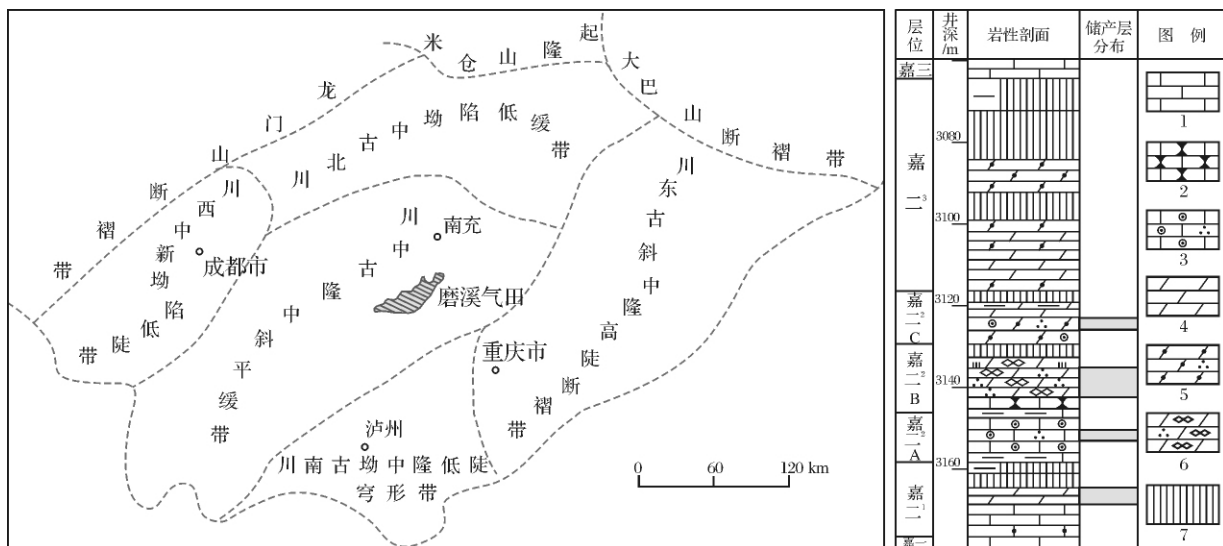 米仓山隆起
大巴山断褶带
龙门山断褶带
川北古中坳陷低缓带
川西中新坳陷低陡带
成都市
川中古隆中斜平缓带
南充
磨溪气田
川东古斜中隆高陡断褶带
重庆市
泸州
川南古坳中隆低陡
穹形带
0 60 120 km
层位 井深/m 岩性剖面 储产层分布 图例
嘉三
嘉二³
嘉二²C
嘉二²B
嘉二²A
嘉二¹
嘉一
3080
3100
3120
3140
3160
1
2
3
4
5
6
7